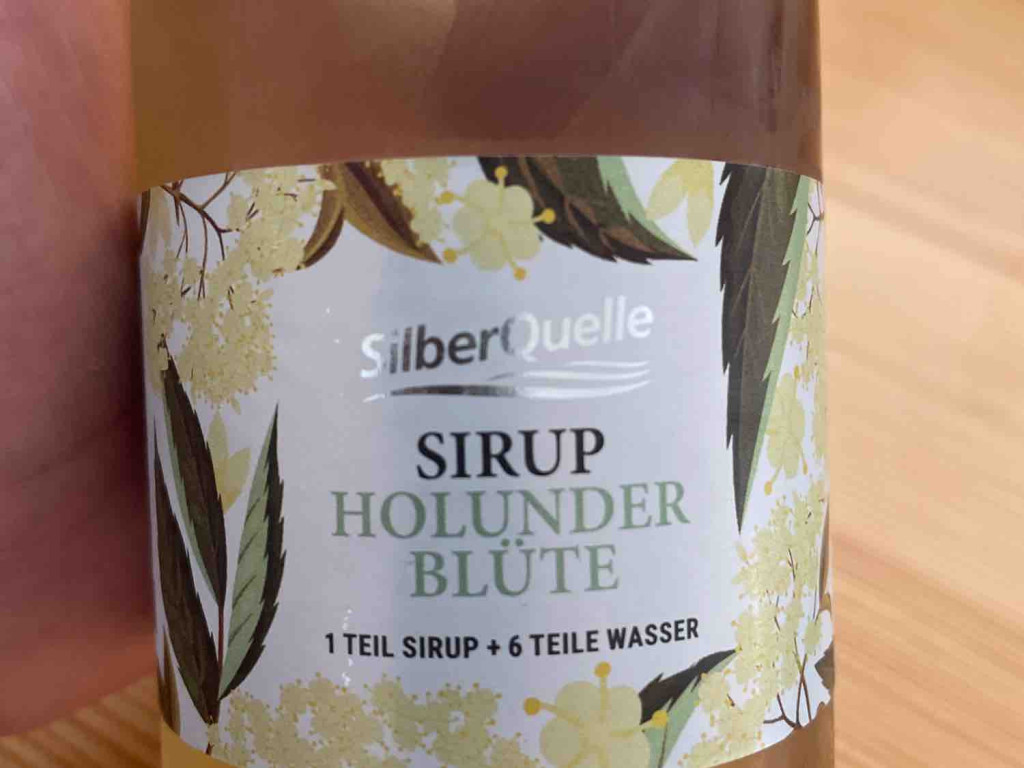 SilberQuelle
SIRUP
HOLUNDER
BLÜTE
1 TEIL SIRUP + 6 TEILE WASSER